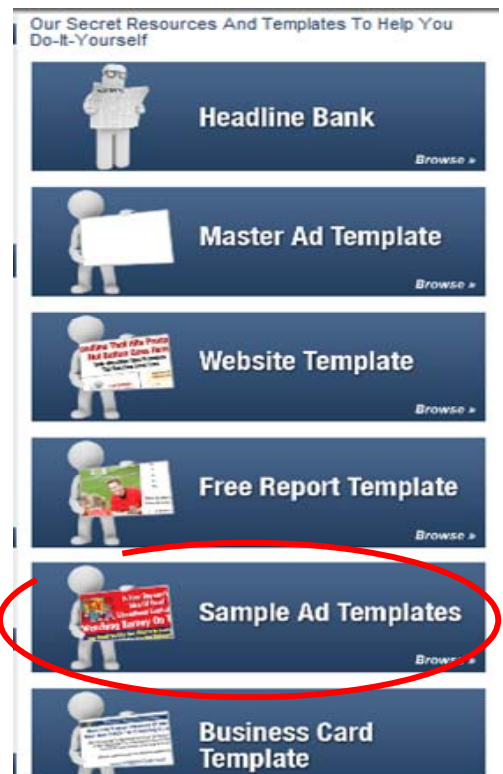 Our Secret Resources And Templates To Help You
Do-It-Yourself
Headline Bank
Browse »
Master Ad Template
Browse »
Website Template
Browse »
Free Report Template
Browse »
Sample Ad Templates
Browse »
Business Card
Template